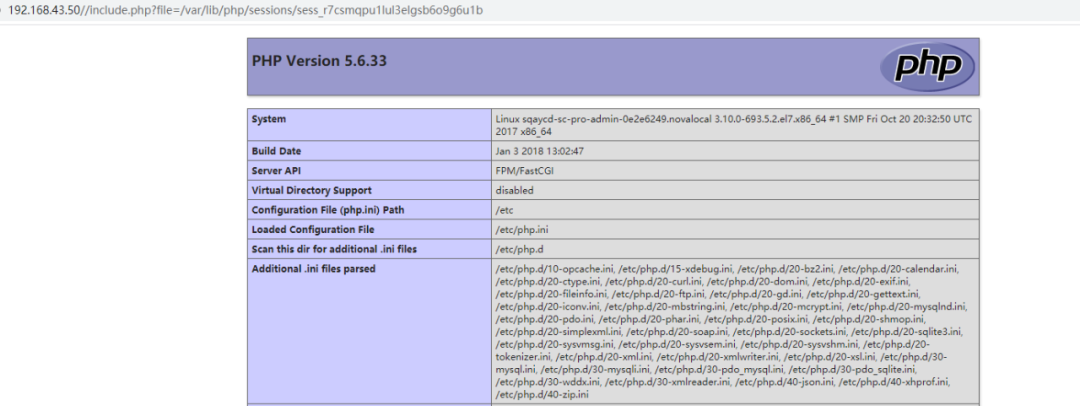 192.168.43.50//include.php?file=/var/lib/php/sessions/sess_r7csmqpu1lul3elgsb6o9g6u1b
PHP Version 5.6.33
php
System
Linux sqaycd-sc-pro-admin-0e2e6249.novalocal 3.10.0-693.5.2.el7.x86_64 #1 SMP Fri Oct 20 20:32:50 UTC
2017 x86_64
Build Date
Jan 3 2018 13:02:47
Server API
FPM/FastCGI
Virtual Directory Support
disabled
Configuration File (php.ini) Path
/etc
Loaded Configuration File
/etc/php.ini
Scan this dir for additional .ini files
/etc/php.d
Additional .ini files parsed
/etc/php.d/10-opcache.ini, /etc/php.d/15-xdebug.ini, /etc/php.d/20-bz2.ini, /etc/php.d/20-calendar.ini,
/etc/php.d/20-ctype.ini, /etc/php.d/20-curl.ini, /etc/php.d/20-dom.ini, /etc/php.d/20-exif.ini,
/etc/php.d/20-fileinfo.ini, /etc/php.d/20-ftp.ini, /etc/php.d/20-gd.ini, /etc/php.d/20-gettext.ini,
/etc/php.d/20-iconv.ini, /etc/php.d/20-mbstring.ini, /etc/php.d/20-mcrypt.ini, /etc/php.d/20-mysqlnd.ini,
/etc/php.d/20-pdo.ini, /etc/php.d/20-phar.ini, /etc/php.d/20-posix.ini, /etc/php.d/20-shmop.ini,
/etc/php.d/20-simplexml.ini, /etc/php.d/20-soap.ini, /etc/php.d/20-sockets.ini, /etc/php.d/20-sqlite3.ini,
/etc/php.d/20-sysvmsg.ini, /etc/php.d/20-sysvsem.ini, /etc/php.d/20-sysvshm.ini, /etc/php.d/20-
tokenizer.ini, /etc/php.d/20-xml.ini, /etc/php.d/20-xmlwriter.ini, /etc/php.d/20-xsl.ini, /etc/php.d/30-
mysql.ini, /etc/php.d/30-mysqli.ini, /etc/php.d/30-pdo_mysql.ini, /etc/php.d/30-pdo_sqlite.ini,
/etc/php.d/30-wddx.ini, /etc/php.d/30-xmlreader.ini, /etc/php.d/40-json.ini, /etc/php.d/40-xhprof.ini,
/etc/php.d/40-zip.ini